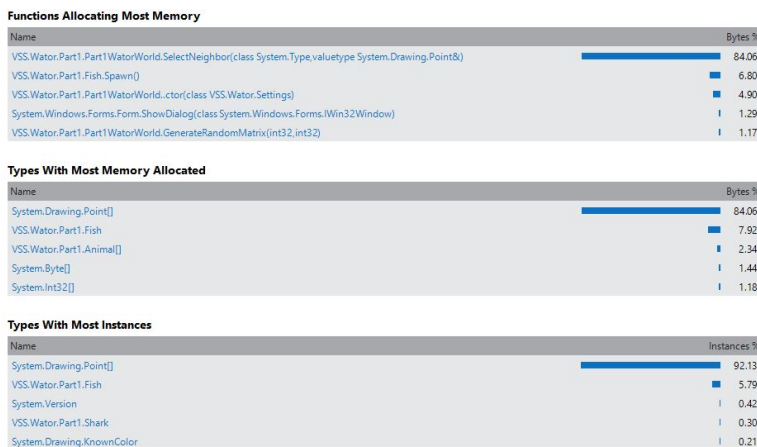 Functions Allocating Most Memory
Name Bytes %
VSS.Wator.Part1.Part1WatorWorld.SelectNeighbor(class System.Type,valuetype System.Drawing.Point&) 84.06
VSS.Wator.Part1.Fish.Spawn() 6.80
VSS.Wator.Part1.Part1WatorWorld..ctor(class VSS.Wator.Settings) 4.90
System.Windows.Forms.Form.ShowDialog(class System.Windows.Forms.IWin32Window) 1.29
VSS.Wator.Part1.Part1WatorWorld.GenerateRandomMatrix(int32,int32) 1.17
Types With Most Memory Allocated
Name Bytes %
System.Drawing.Point[] 84.06
VSS.Wator.Part1.Fish 7.92
VSS.Wator.Part1.Animal[] 2.34
System.Byte[] 1.44
System.Int32[] 1.18
Types With Most Instances
Name Instances %
System.Drawing.Point[] 92.13
VSS.Wator.Part1.Fish 5.79
System.Version 0.42
VSS.Wator.Part1.Shark 0.30
System.Drawing.KnownColor 0.21